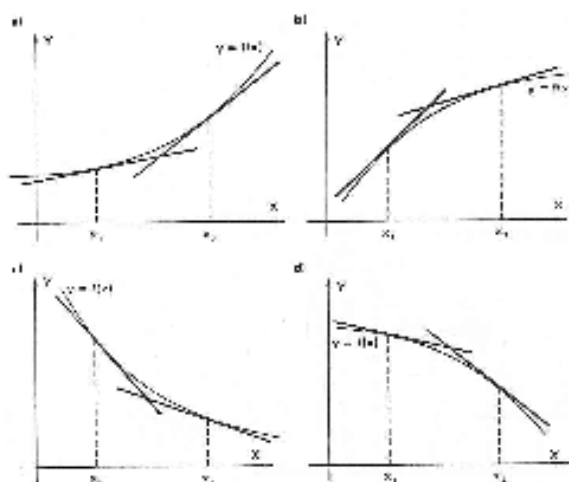 a)
Y
y = f(x)
X
x₁
x₂
b)
Y
y = f(x)
X
x₁
x₂
c)
Y
y = f(x)
X
x₁
x₂
d)
Y
y = f(x)
X
x₁
x₂